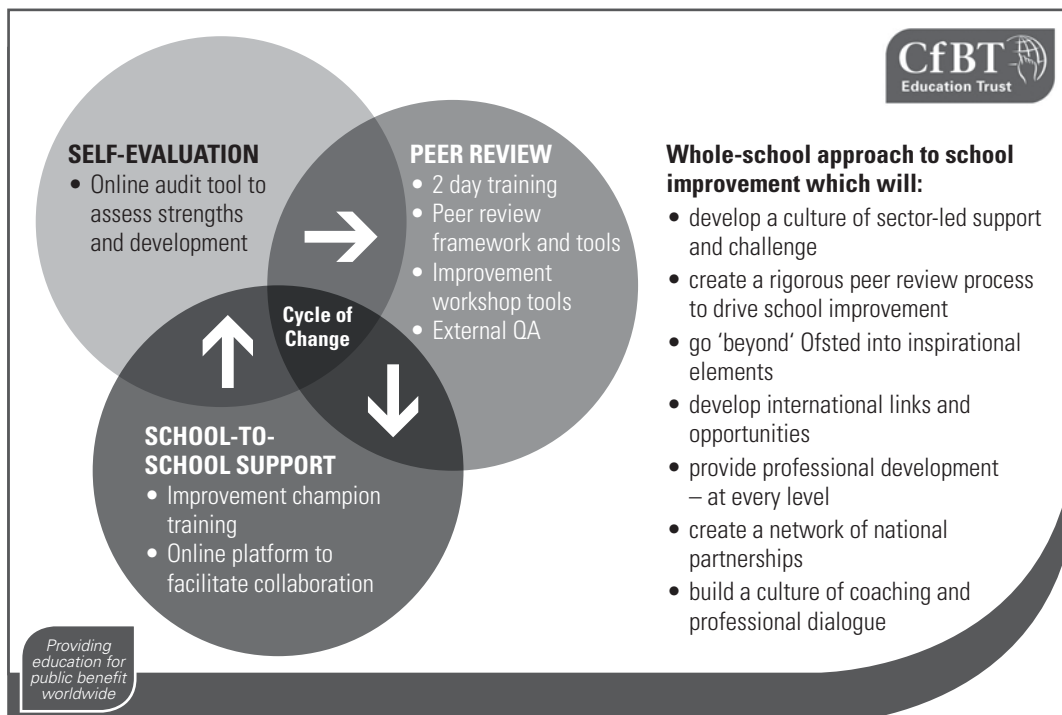 CfBT
Education Trust
SELF-EVALUATION
• Online audit tool to
assess strengths
and development
PEER REVIEW
• 2 day training
• Peer review
framework and tools
• Improvement
workshop tools
• External QA
Cycle of
Change
SCHOOL-TO-
SCHOOL SUPPORT
• Improvement champion
training
• Online platform to
facilitate collaboration
Whole-school approach to school
improvement which will:
• develop a culture of sector-led support
and challenge
• create a rigorous peer review process
to drive school improvement
• go ‘beyond‘ Ofsted into inspirational
elements
• develop international links and
opportunities
• provide professional development
– at every level
• create a network of national
partnerships
• build a culture of coaching and
professional dialogue
Providing
education for
public benefit
worldwide